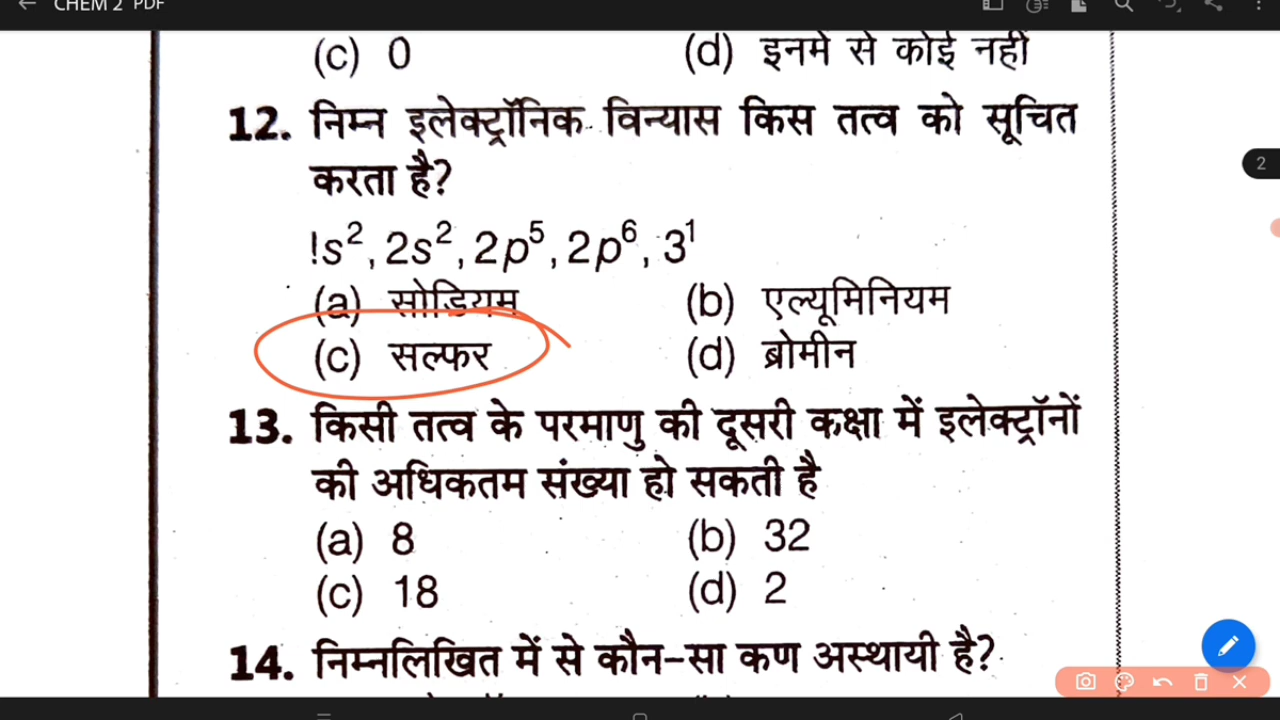 CHEM 2 PDF
(c) 0 (d) इनमें से कोई नहीं
12. निम्न इलेक्ट्रॉनिक विन्यास किस तत्व को सूचित
2
करता है?
!s², 2s², 2p⁵, 2p⁶, 3¹
(a) सोडियम (b) एल्यूमिनियम
(c) सल्फर (d) ब्रोमीन
13. किसी तत्व के परमाणु की दूसरी कक्षा में इलेक्ट्रॉनों
की अधिकतम संख्या हो सकती है
(a) 8 (b) 32
(c) 18 (d) 2
14. निम्नलिखित में से कौन-सा कण अस्थायी है?